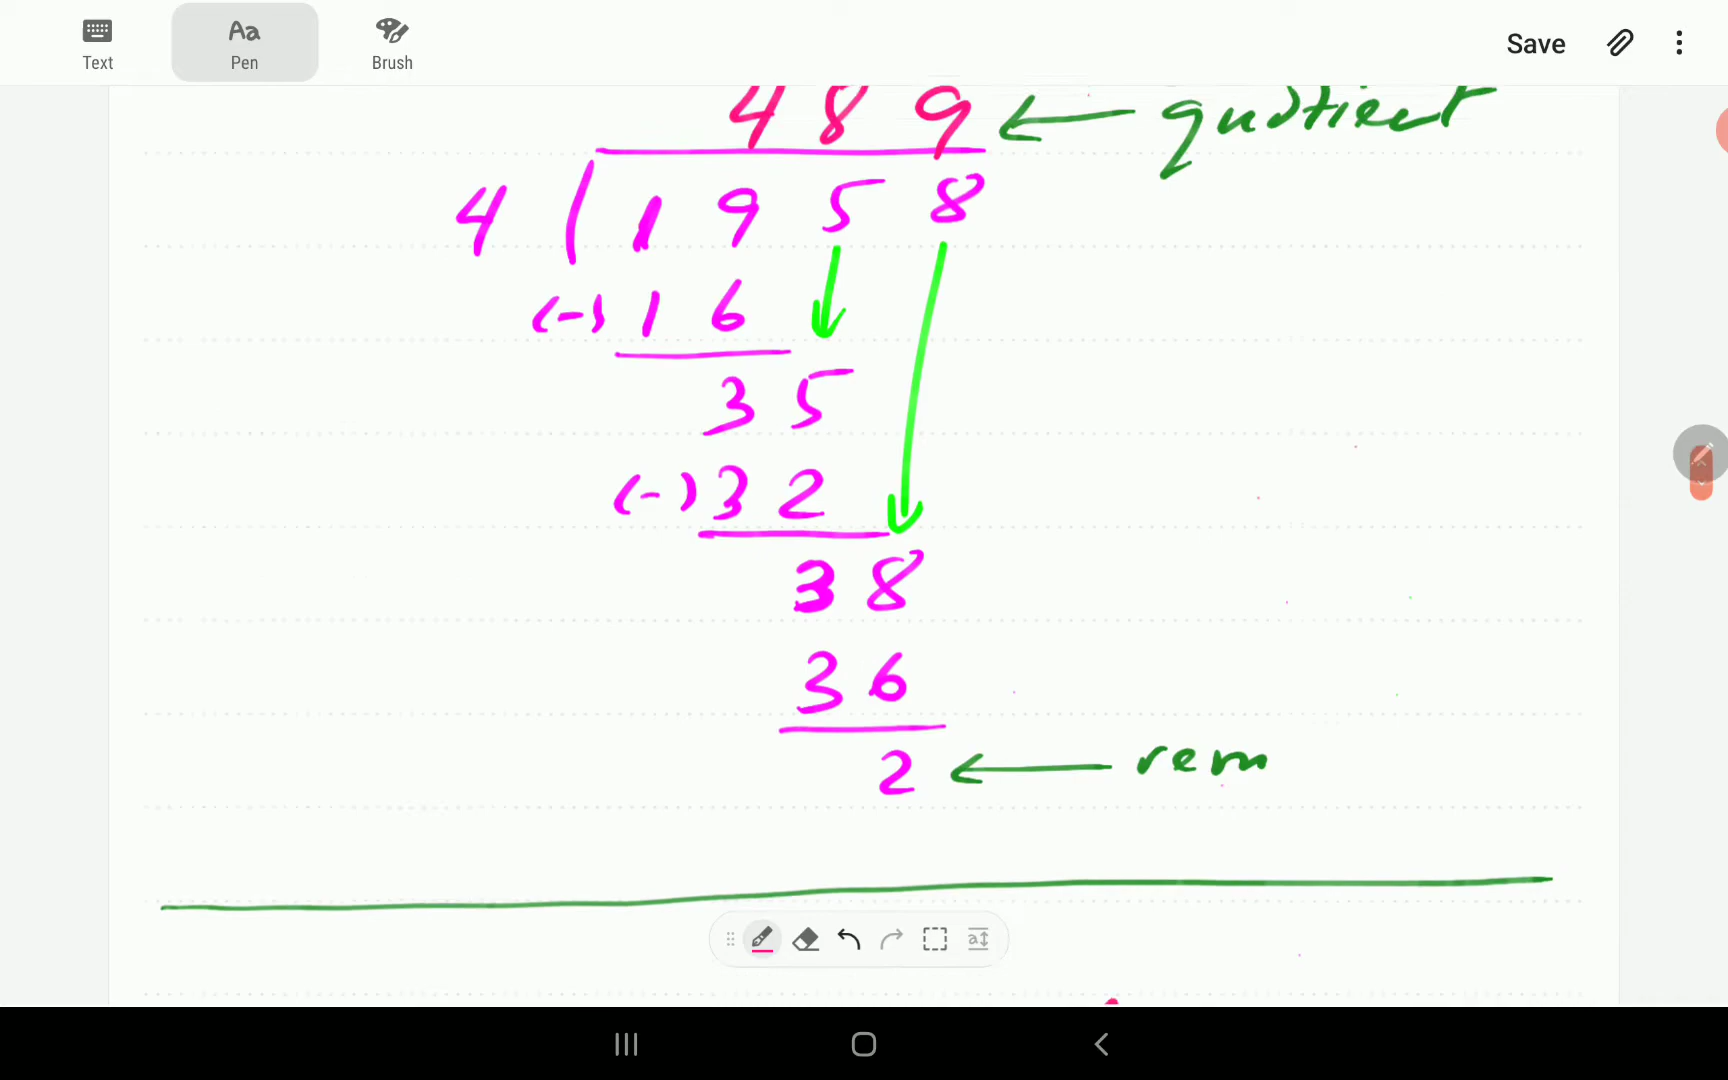 Text Aa Pen Brush Save
4 8 9 ← quotient
4 1 9 5 8
(-) 1 6
3 5
(-) 3 2
3 8
3 6
2 ← rem